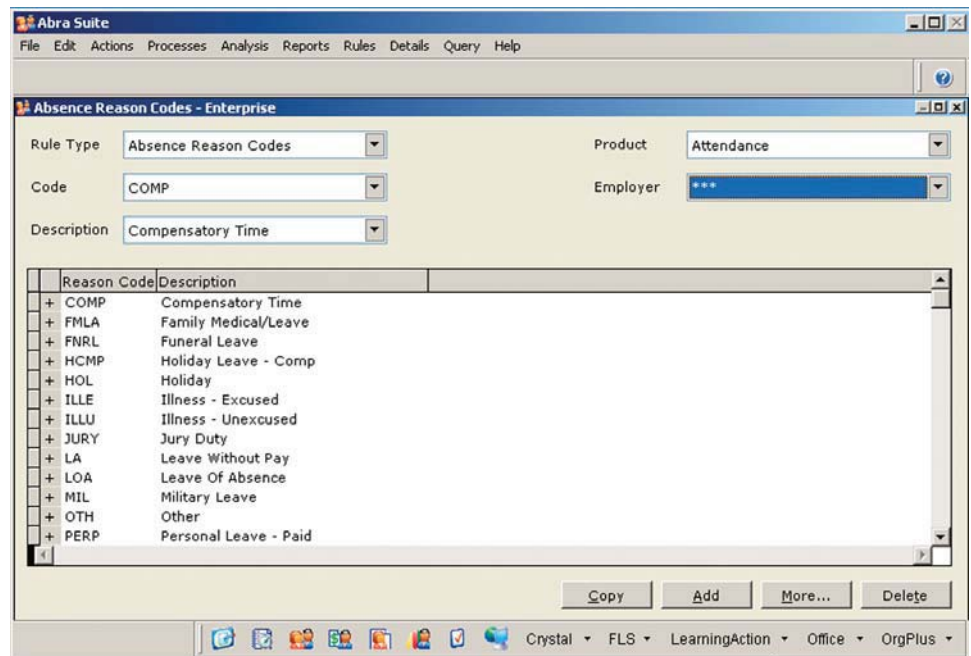 Abra Suite
File Edit Actions Processes Analysis Reports Rules Details Query Help
Absence Reason Codes - Enterprise
Rule Type Absence Reason Codes Product Attendance
Code COMP Employer ***
Description Compensatory Time
Reason Code Description
+ COMP Compensatory Time
+ FMLA Family Medical/Leave
+ FNRL Funeral Leave
+ HCMP Holiday Leave - Comp
+ HOL Holiday
+ ILLE Illness - Excused
+ ILLU Illness - Unexcused
+ JURY Jury Duty
+ LA Leave Without Pay
+ LOA Leave Of Absence
+ MIL Military Leave
+ OTH Other
+ PERP Personal Leave - Paid
Copy Add More... Delete
Crystal FLS LearningAction Office OrgPlus